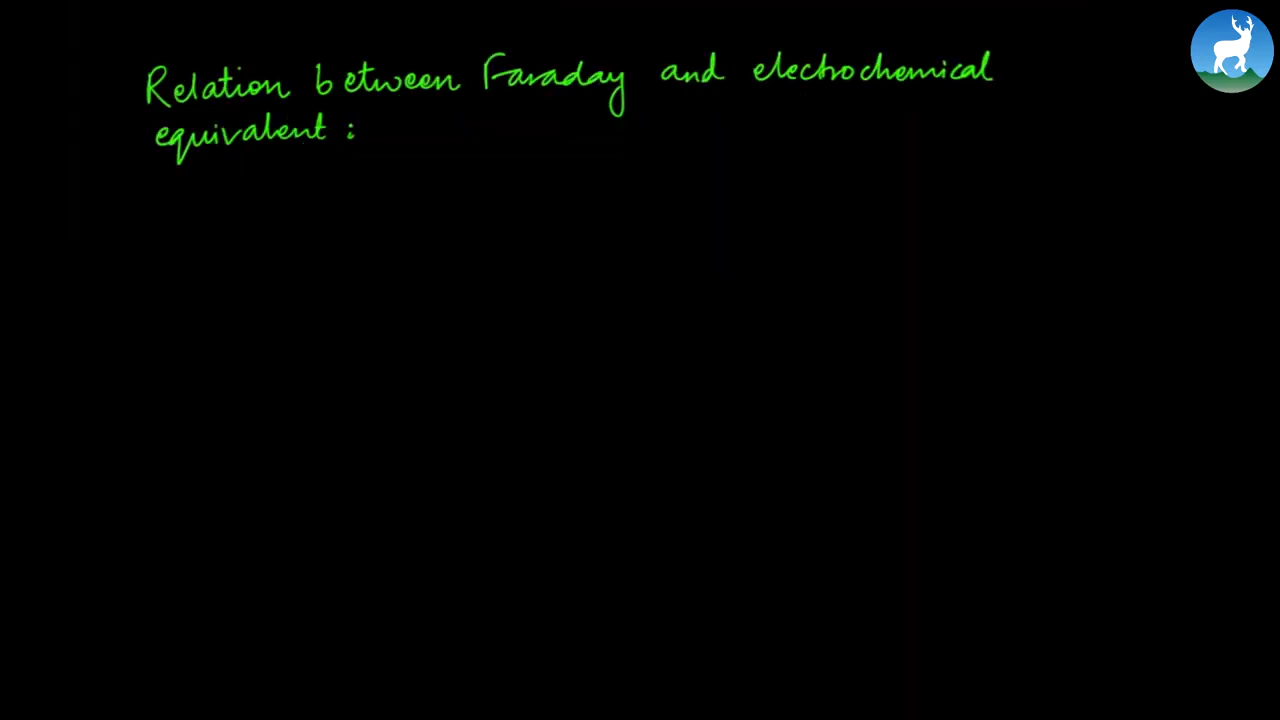 Relation between Faraday and electrochemical
equivalent :